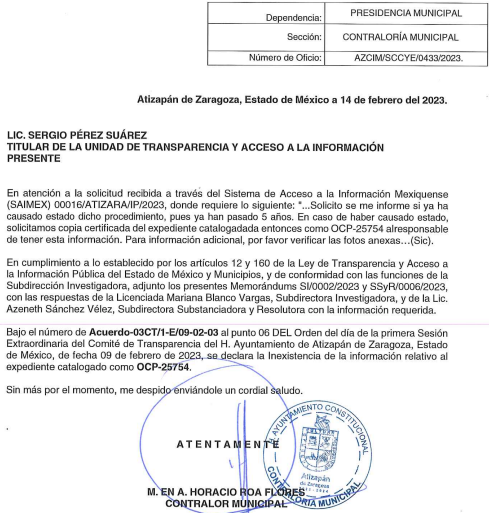 Dependencia: PRESIDENCIA MUNICIPAL
Sección: CONTRALORÍA MUNICIPAL
Número de Oficio: AZCIM/SCCYE/0433/2023.
Atizapán de Zaragoza, Estado de México a 14 de febrero del 2023.
LIC. SERGIO PÉREZ SUÁREZ
TITULAR DE LA UNIDAD DE TRANSPARENCIA Y ACCESO A LA INFORMACIÓN
PRESENTE
En atención a la solicitud recibida a través del Sistema de Acceso a la Información Mexiquense
(SAIMEX) 00016/ATIZARA/IP/2023, donde requiere lo siguiente: "...Solicito se me informe si ya ha
causado estado dicho procedimiento, pues ya han pasado 5 años. En caso de haber causado estado,
solicitamos copia certificada del expediente catalogadada entonces como OCP-25754 alresponsable
de tener esta información. Para información adicional, por favor verificar las fotos anexas…(Sic).
En cumplimiento a lo establecido por los artículos 12 y 160 de la Ley de Transparencia y Acceso a
la Información Pública del Estado de México y Municipios, y de conformidad con las funciones de la
Subdirección Investigadora, adjunto los presentes Memorándums SI/0002/2023 y SSyR/0006/2023,
con las respuestas de la Licenciada Mariana Blanco Vargas, Subdirectora Investigadora, y de la Lic.
Azeneth Sánchez Vélez, Subdirectora Substanciadora y Resolutora con la información requerida.
Bajo el número de Acuerdo-03CT/1-E/09-02-03 al punto 06 DEL Orden del día de la primera Sesión
Extraordinaria del Comité de Transparencia del H. Ayuntamiento de Atizapán de Zaragoza, Estado
de México, de fecha 09 de febrero de 2023, se declara la Inexistencia de la información relativo al
expediente catalogado como OCP-25754.
Sin más por el momento, me despido enviándole un cordial saludo.
ATENTAMENTE
M. EN A. HORACIO ROA FLORES
CONTRALOR MUNICIPAL
AYUNTAMIENTO CONSTITUCIONAL
Atizapán
de Zaragoza
CONTRALORÍA MUNICIPAL